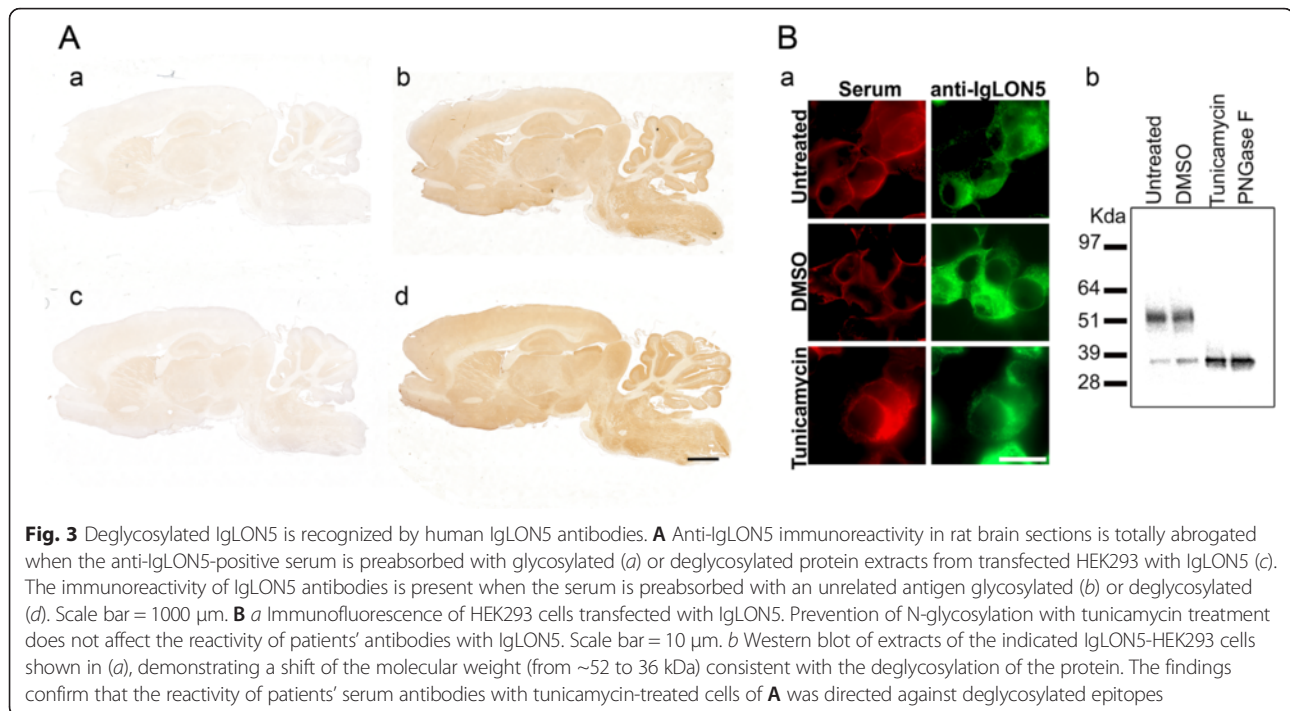 A
a
b
c
d
B
a
Serum
anti-IgLON5
Untreated
DMSO
Tunicamycin
b
Untreated
DMSO
Tunicamycin
PNGase F
Kda
97
64
51
39
28
Fig. 3 Deglycosylated IgLON5 is recognized by human IgLON5 antibodies. A Anti-IgLON5 immunoreactivity in rat brain sections is totally abrogated
when the anti-IgLON5-positive serum is preabsorbed with glycosylated (a) or deglycosylated protein extracts from transfected HEK293 with IgLON5 (c).
The immunoreactivity of IgLON5 antibodies is present when the serum is preabsorbed with an unrelated antigen glycosylated (b) or deglycosylated
(d). Scale bar = 1000 μm. B a Immunofluorescence of HEK293 cells transfected with IgLON5. Prevention of N-glycosylation with tunicamycin treatment
does not affect the reactivity of patients' antibodies with IgLON5. Scale bar = 10 μm. b Western blot of extracts of the indicated IgLON5-HEK293 cells
shown in (a), demonstrating a shift of the molecular weight (from ~52 to 36 kDa) consistent with the deglycosylation of the protein. The findings
confirm that the reactivity of patients' serum antibodies with tunicamycin-treated cells of A was directed against deglycosylated epitopes